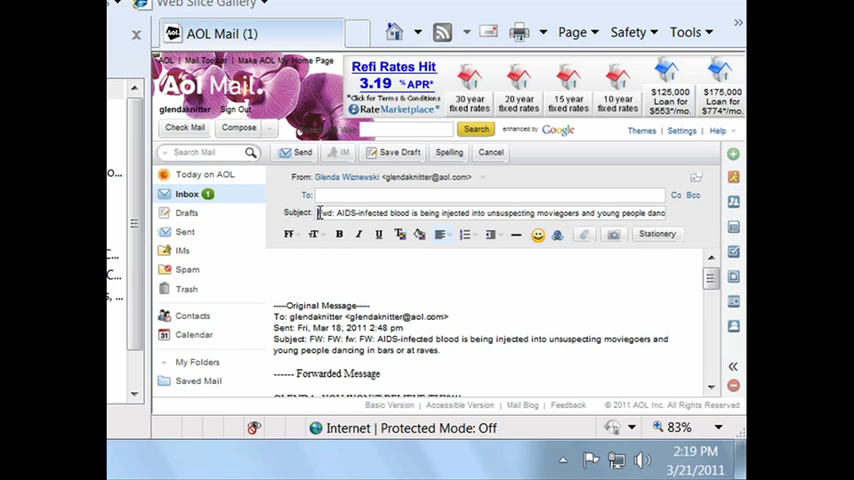 Web Slice Gallery
AOL Mail (1)
Page
Safety
Tools
AOL | Mail Toolbar | Make AOL My Home Page
Aol Mail.
glendaknitter Sign Out
Refi Rates Hit
3.19 % APR*
*Click for Terms & Conditions
RateMarketplace
30 year fixed rates
20 year fixed rates
15 year fixed rates
10 year fixed rates
$125,000 Loan for $553*/mo.
$175,000 Loan for $774*/mo.
Check Mail
Compose
Web
Search
enhanced by Google
Themes | Settings | Help
Search Mail
Send
IM
Save Draft
Spelling
Cancel
Today on AOL
Inbox 1
Drafts
Sent
IMs
Spam
Trash
Contacts
Calendar
My Folders
Saved Mail
From: Glenda Wiznewski <glendaknitter@aol.com>
To:
Cc Bcc
Subject: Fwd: AIDS-infected blood is being injected into unsuspecting moviegoers and young people danc
FF TT B I U
Stationery
-----Original Message-----
To: glendaknitter <glendaknitter@aol.com>
Sent: Fri, Mar 18, 2011 2:48 pm
Subject: FW: FW: fw: FW: AIDS-infected blood is being injected into unsuspecting moviegoers and
young people dancing in bars or at raves.
------ Forwarded Message
Basic Version | Accessible Version | Mail Blog | Feedback
© 2011 AOL Inc. All Rights Reserved
Internet | Protected Mode: Off
83%
2:19 PM
3/21/2011